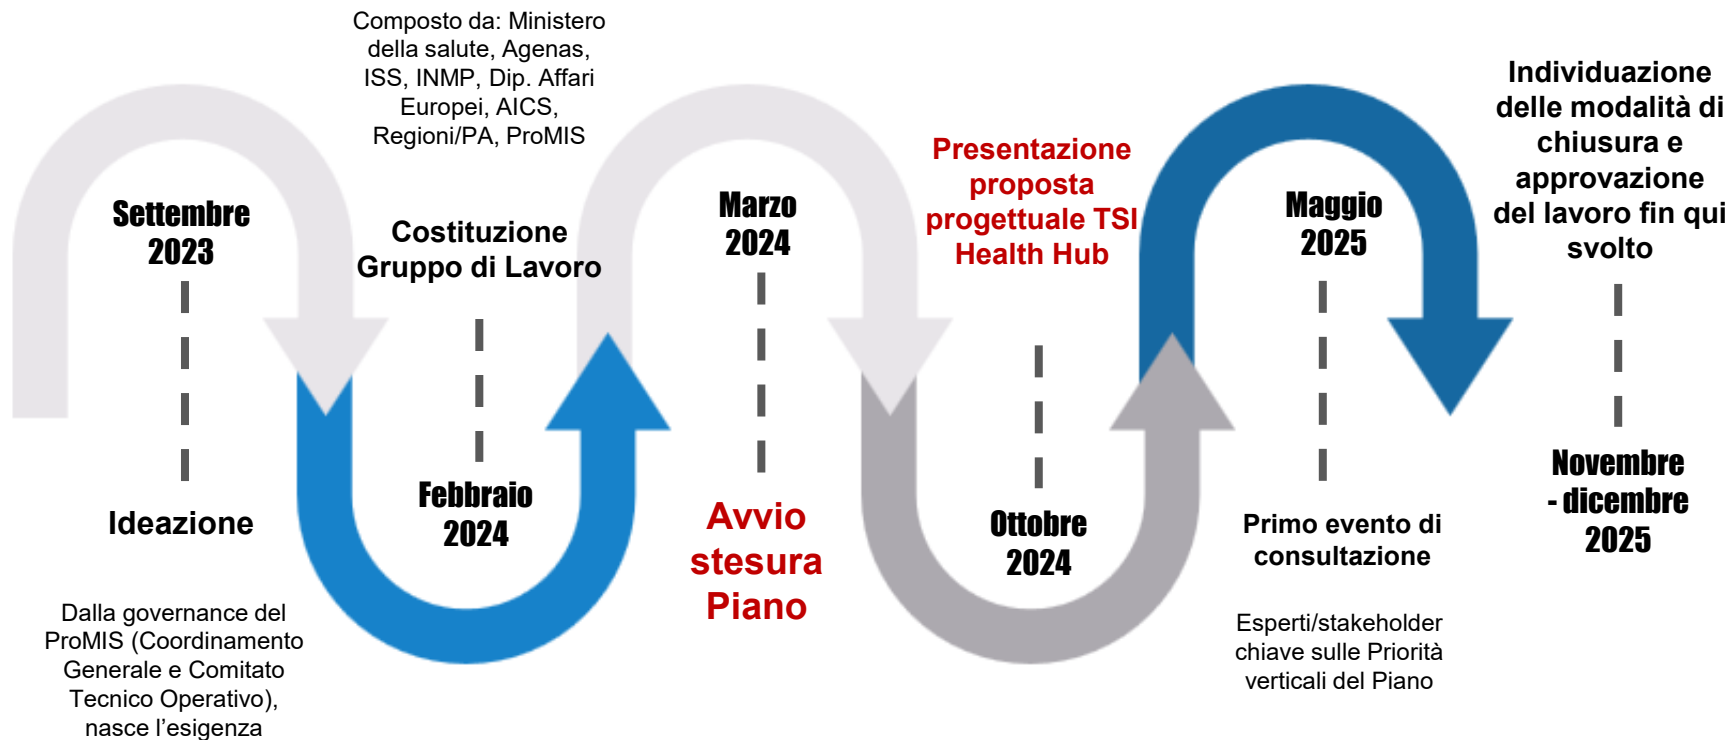 Settembre
2023
Ideazione
Dalla governance del
ProMIS (Coordinamento
Generale e Comitato
Tecnico Operativo),
nasce l'esigenza
Composto da: Ministero
della salute, Agenas,
ISS, INMP, Dip. Affari
Europei, AICS,
Regioni/PA, ProMIS
Costituzione
Gruppo di Lavoro
Febbraio
2024
Marzo
2024
Avvio
stesura
Piano
Presentazione
proposta
progettuale TSI
Health Hub
Ottobre
2024
Maggio
2025
Primo evento di
consultazione
Esperti/stakeholder
chiave sulle Priorità
verticali del Piano
Individuazione
delle modalità di
chiusura e
approvazione
del lavoro fin qui
svolto
Novembre
- dicembre
2025